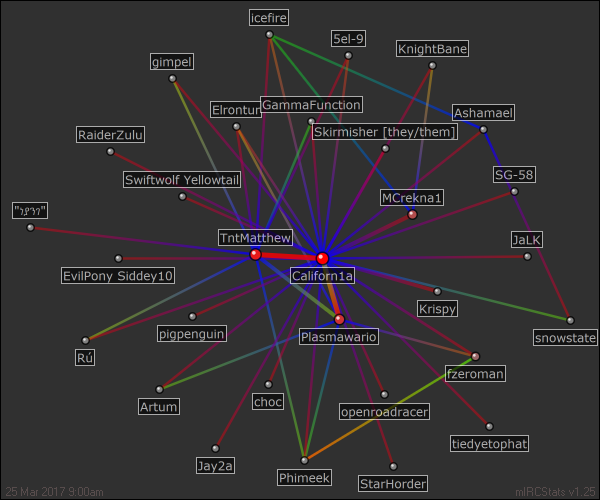 icefire
5el-9
KnightBane
gimpel
GammaFunction
Elrontur
Ashamael
Skirmisher [they/them]
RaiderZulu
SG-58
Swiftwolf Yellowtail
MCrekna1
TntMatthew
JaLK
EvilPony Siddey10
Californ1a
Krispy
pigpenguin
Plasmawario
snowstate
Rú
fzeroman
Artum
choc
openroadracer
tiedyetophat
Jay2a
Phimeek
StarHorder
25 Mar 2017 9:00am
mIRCStats v1.25